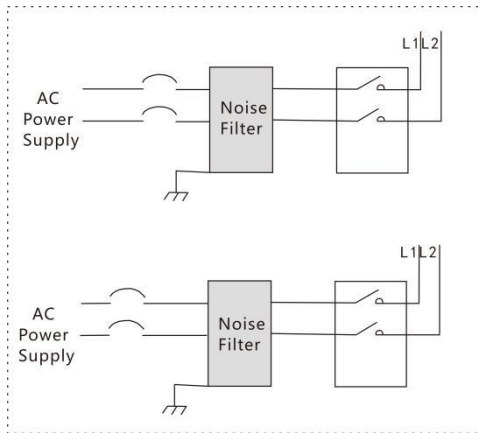 L1L2
AC
Power
Supply
Noise
Filter
L1L2
AC
Power
Supply
Noise
Filter